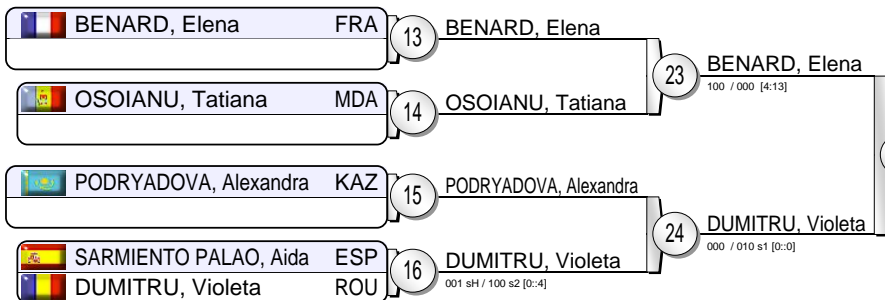 BENARD, Elena FRA
13
BENARD, Elena
23
BENARD, Elena
100 / 000 [4:13]
OSOIANU, Tatiana MDA
14
OSOIANU, Tatiana
PODRYADOVA, Alexandra KAZ
15
PODRYADOVA, Alexandra
24
DUMITRU, Violeta
000 / 010 s1 [0::0]
SARMIENTO PALAO, Aida ESP
DUMITRU, Violeta ROU
16
DUMITRU, Violeta
001 sH / 100 s2 [0::4]